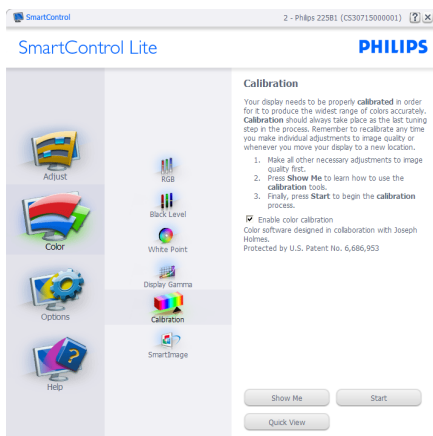 SmartControl
2 - Philips 225B1 (CS30715000001)
?
SmartControl Lite
PHILIPS
Adjust
Color
Options
?
Help
RGB
Black Level
White Point
Display Gamma
Calibration
SmartImage
Calibration
Your display needs to be properly calibrated in order
for it to produce the widest range of colors accurately.
Calibration should always take place as the last tuning
step in the process. Remember to recalibrate any time
you make individual adjustments to image quality or
whenever you move your display to a new location.
1. Make all other necessary adjustments to image
quality first.
2. Press Show Me to learn how to use the
calibration tools.
3. Finally, press Start to begin the calibration
process.
Enable color calibration
Color software designed in collaboration with Joseph
Holmes.
Protected by U.S. Patent No. 6,686,953
Show Me
Start
Quick View